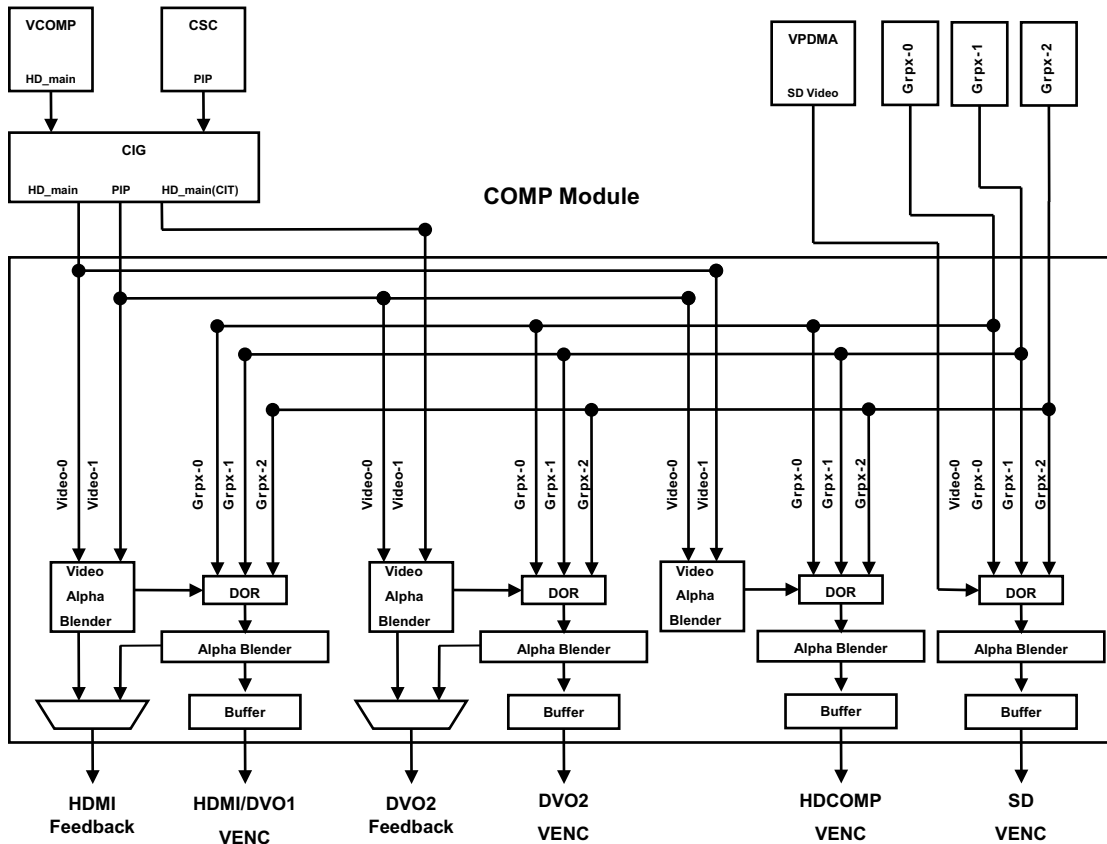 VCOMP
HD_main
CSC
PIP
VPDMA
SD Video
Grpx-0
Grpx-1
Grpx-2
CIG
HD_main
PIP
HD_main(CIT)
COMP Module
Video-0
Video-1
Grpx-0
Grpx-1
Grpx-2
Video-0
Video-1
Grpx-0
Grpx-1
Grpx-2
Video-0
Video-1
Grpx-0
Grpx-1
Grpx-2
Video-0
Grpx-0
Grpx-1
Grpx-2
Video
Alpha
Blender
DOR
Video
Alpha
Blender
DOR
Video
Alpha
Blender
DOR
DOR
Alpha Blender
Alpha Blender
Alpha Blender
Alpha Blender
Buffer
Buffer
Buffer
Buffer
HDMI
Feedback
HDMI/DVO1
VENC
DVO2
Feedback
DVO2
VENC
HDCOMP
VENC
SD
VENC